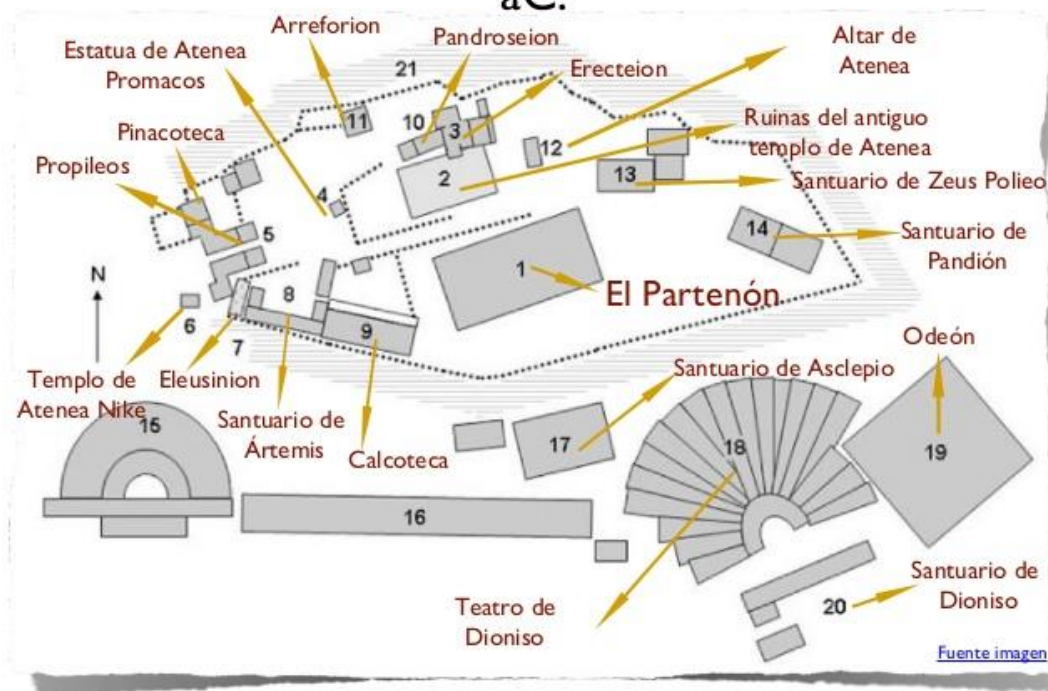 aC.
Arreforion
Estatua de Atenea
Promacos
Pandroseion
Altar de
Atenea
21
Erecteion
Pinacoteca
11
10
3
12
Ruinas del antiguo
templo de Atenea
Propileos
2
13
Santuario de Zeus Polieo
4
5
14
Santuario de
Pandión
N
1
El Partenón
8
6
9
7
Odeón
Templo de
Atenea Nike
Eleusinion
Santuario de Asclepio
Santuario de
Ártemis
Calcoteca
15
17
18
19
16
Santuario de
Dioniso
20
Teatro de
Dioniso
Fuente imagen